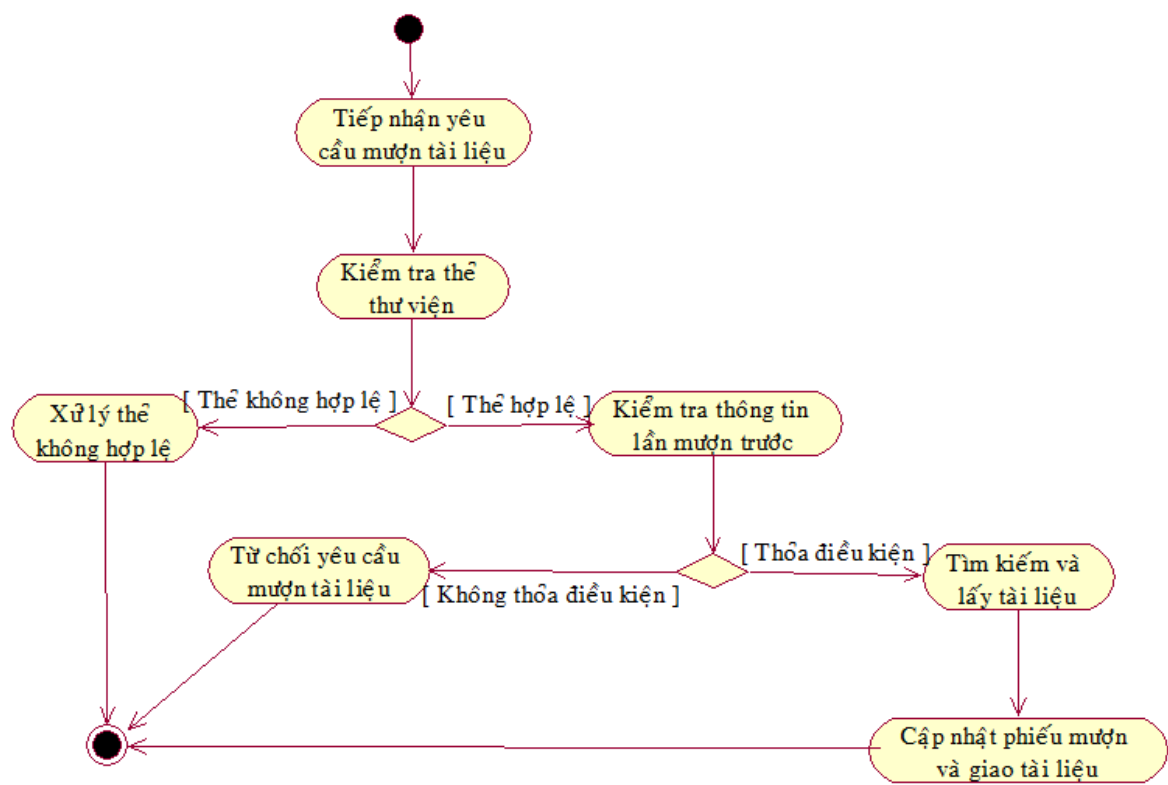 Tiếp nhận yêu
cầu mượn tài liệu
Kiểm tra thẻ
thư viện
[ Thẻ không hợp lệ ]
[ Thẻ hợp lệ ]
Xử lý thẻ
không hợp lệ
Kiểm tra thông tin
lần mượn trước
Từ chối yêu cầu
mượn tài liệu
[ Thỏa điều kiện ]
[ Không thỏa điều kiện ]
Tìm kiếm và
lấy tài liệu
Cập nhật phiếu mượn
và giao tài liệu